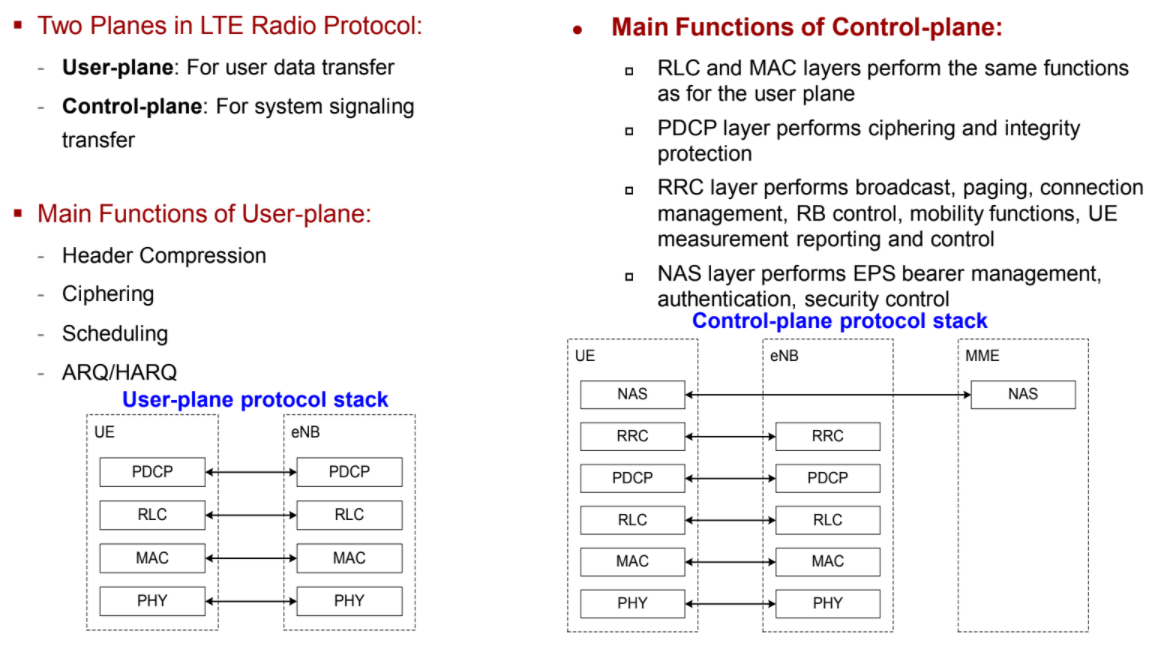 ▪ Two Planes in LTE Radio Protocol:
- User-plane: For user data transfer
- Control-plane: For system signaling
transfer
▪ Main Functions of User-plane:
- Header Compression
- Ciphering
- Scheduling
- ARQ/HARQ
User-plane protocol stack
UE eNB
PDCP PDCP
RLC RLC
MAC MAC
PHY PHY
• Main Functions of Control-plane:
▫ RLC and MAC layers perform the same functions
as for the user plane
▫ PDCP layer performs ciphering and integrity
protection
▫ RRC layer performs broadcast, paging, connection
management, RB control, mobility functions, UE
measurement reporting and control
▫ NAS layer performs EPS bearer management,
authentication, security control
Control-plane protocol stack
UE eNB MME
NAS NAS
RRC RRC
PDCP PDCP
RLC RLC
MAC MAC
PHY PHY